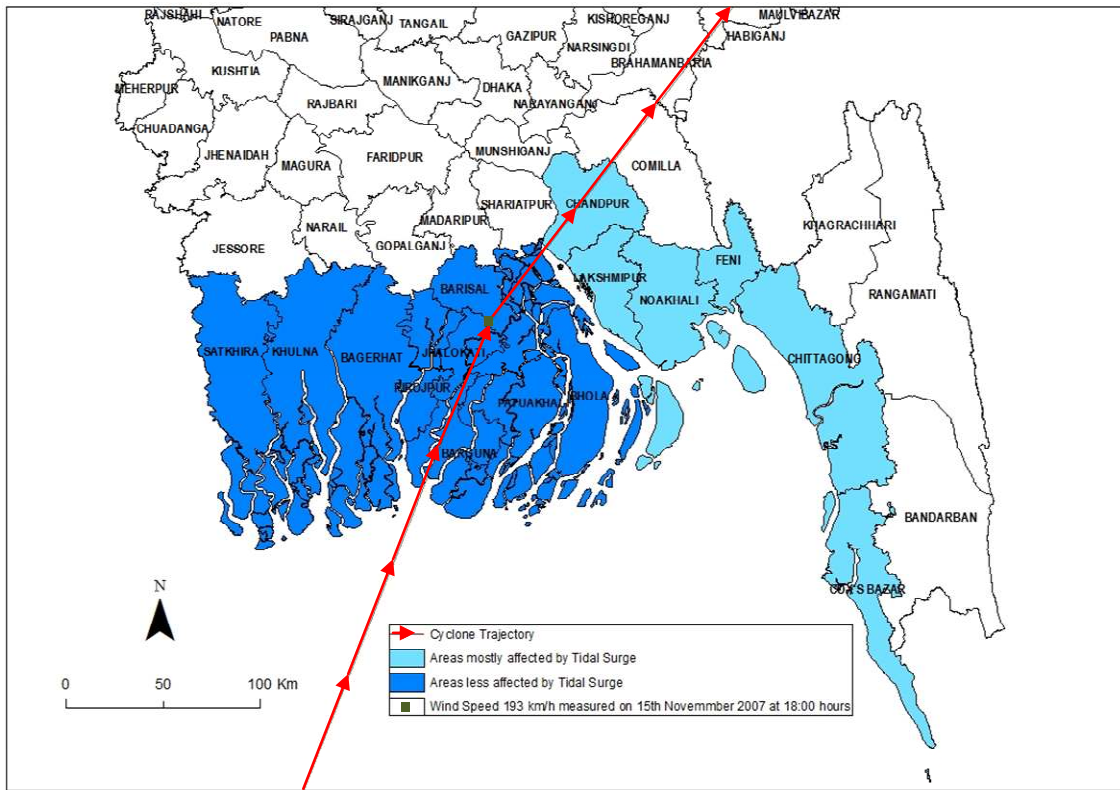 RAJSHAHI
NATORE
SIRAJGANJ
TANGAIL
KISHOREGANJ
MAULVI BAZAR
PABNA
GAZIPUR
NARSINGDI
HABIGANJ
KUSHTIA
MANIKGANJ
BRAHAMANBARIA
MEHERPUR
DHAKA
RAJBARI
NARAYANGANJ
CHUADANGA
JHENAIDAH
MAGURA
FARIDPUR
MUNSHIGANJ
COMILLA
SHARIATPUR
CHANDPUR
MADARIPUR
NARAIL
KHAGRACHHARI
JESSORE
GOPALGANJ
FENI
LAKSHMIPUR
BARISAL
NOAKHALI
RANGAMATI
SATKHIRA
KHULNA
BAGERHAT
JHALOKATI
CHITTAGONG
PIROJPUR
PATUAKHAL
BHOLA
BARGUNA
BANDARBAN
COX'S BAZAR
N
Cyclone Trajectory
Areas mostly affected by Tidal Surge
Areas less affected by Tidal Surge
Wind Speed 193 km/h measured on 15th Novemmber 2007 at 18:00 hours
0 50 100 Km